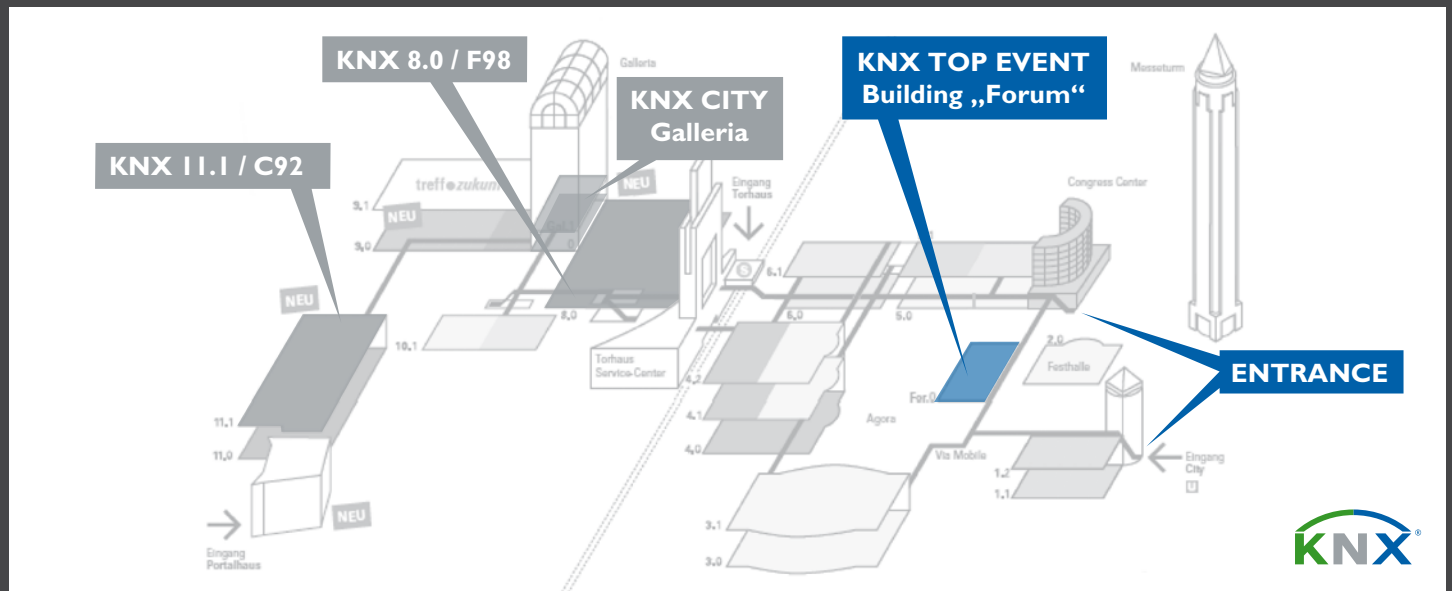 KNX 8.0 / F98
Galleria
KNX TOP EVENT
Building „Forum“
Messeturm
KNX CITY
Galleria
KNX 11.1 / C92
treff●zukun
NEU
Eingang
Torhaus
Congress Center
9.1
NEU
9.0
0
S
6.1
NEU
8.0
6.0
5.0
10.1
Torhaus
Service-Center
2.0
Festhalle
ENTRANCE
4.2
For.0
11.1
4.1
Agora
11.0
4.0
Via Mobile
Eingang
City
U
1.2
1.1
NEU
3.1
Eingang
Portalhaus
3.0
KNX®